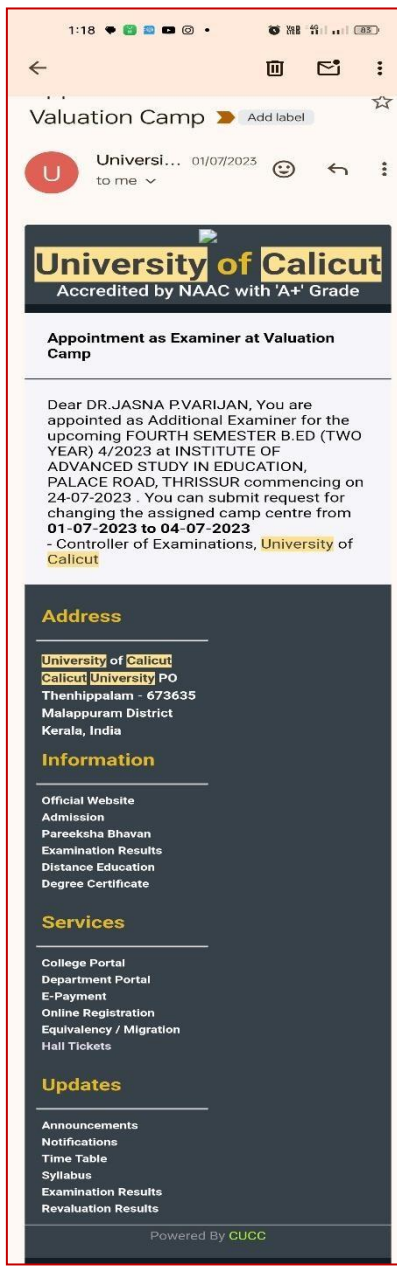 1:18
83
Valuation Camp Add label
U
Universi... 01/07/2023
to me
University of Calicut
Accredited by NAAC with 'A+' Grade
Appointment as Examiner at Valuation
Camp
Dear DR.JASNA P.VARIJAN, You are
appointed as Additional Examiner for the
upcoming FOURTH SEMESTER B.ED (TWO
YEAR) 4/2023 at INSTITUTE OF
ADVANCED STUDY IN EDUCATION,
PALACE ROAD, THRISSUR commencing on
24-07-2023 . You can submit request for
changing the assigned camp centre from
01-07-2023 to 04-07-2023
- Controller of Examinations, University of
Calicut
Address
University of Calicut
Calicut University PO
Thenhippalam - 673635
Malappuram District
Kerala, India
Information
Official Website
Admission
Pareeksha Bhavan
Examination Results
Distance Education
Degree Certificate
Services
College Portal
Department Portal
E-Payment
Online Registration
Equivalency / Migration
Hall Tickets
Updates
Announcements
Notifications
Time Table
Syllabus
Examination Results
Revaluation Results
Powered By CUCC